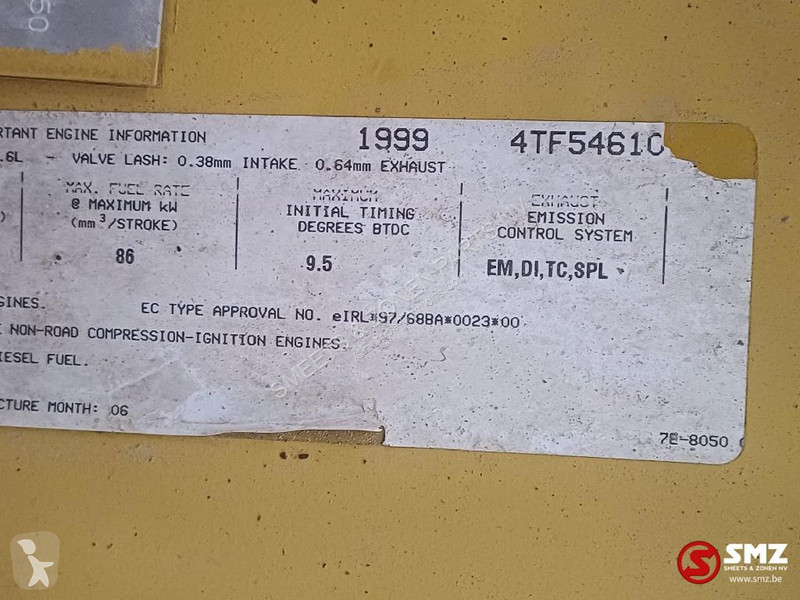 50
RTANT ENGINE INFORMATION 1999 4TF54610
.6L - VALVE LASH: 0.38mm INTAKE 0.64mm EXHAUST
MAX. FUEL RATE
@ MAXIMUM kW
(mm³/STROKE)
86
MAXIMUM
INITIAL TIMING
DEGREES BTDC
9.5
EXHAUST
EMISSION
CONTROL SYSTEM
EM,DI,TC,SPL
GINES. EC TYPE APPROVAL NO. eIRL*97/68BA*0023*00
NON-ROAD COMPRESSION-IGNITION ENGINES.
IESEL FUEL.
CTURE MONTH: 06
7E-8050
SMZ
SMEETS & ZONEN NV
www.smz.be